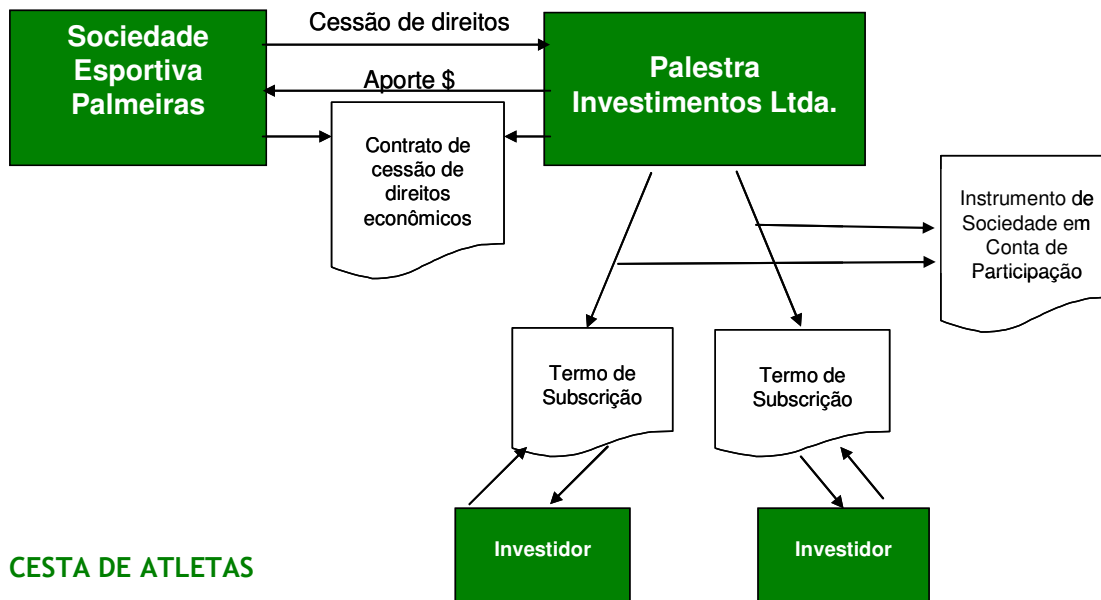 Sociedade
Esportiva
Palmeiras
Cessão de direitos
Aporte $
Palestra
Investimentos Ltda.
Contrato de
cessão de
direitos
econômicos
Instrumento de
Sociedade em
Conta de
Participação
Termo de
Subscrição
Termo de
Subscrição
Investidor
Investidor
CESTA DE ATLETAS